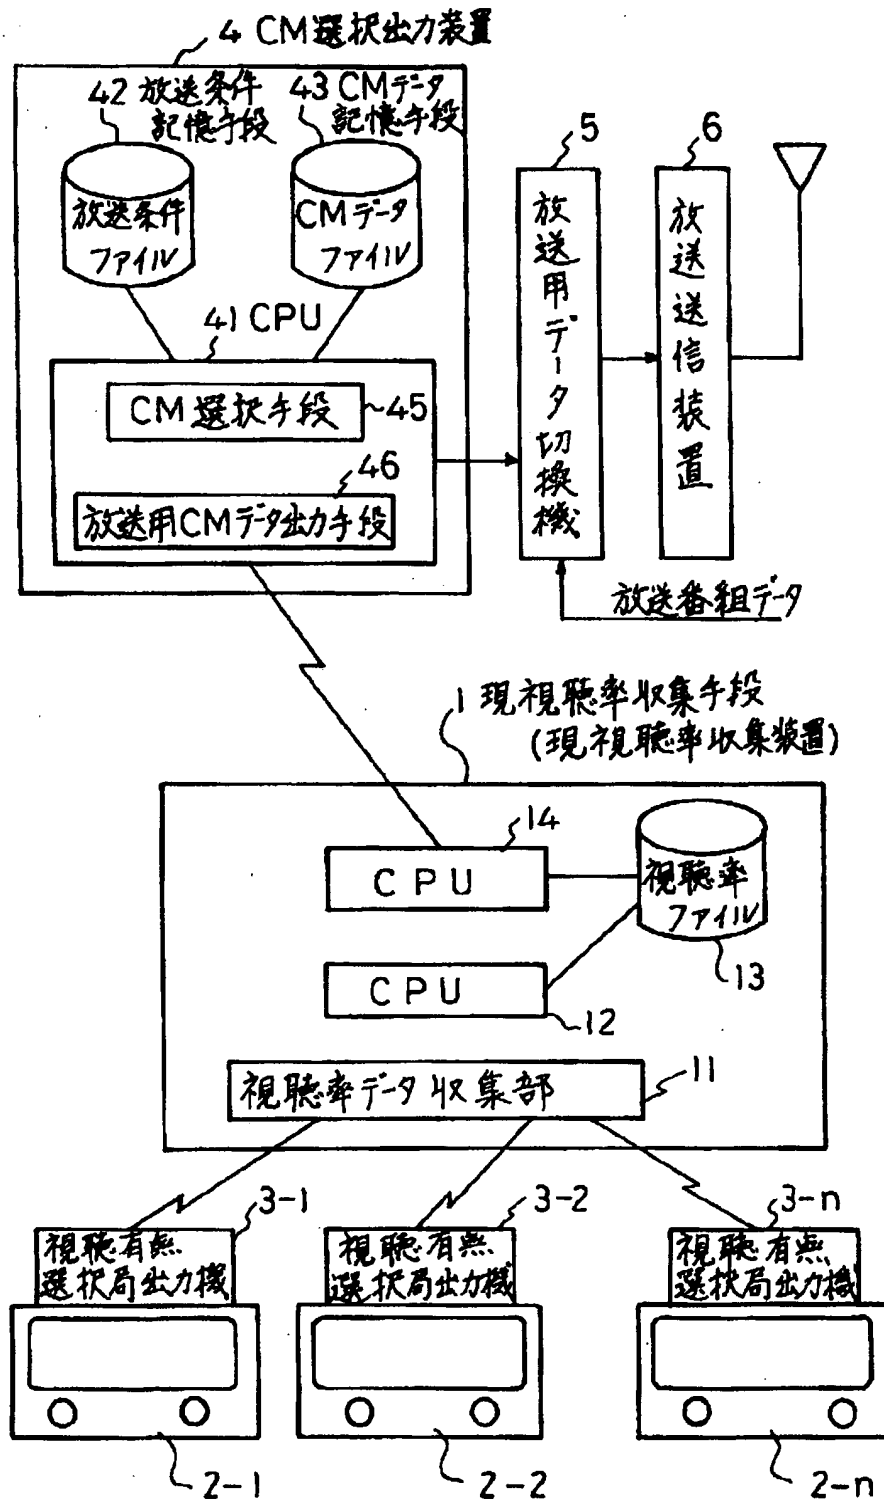 4 CM選択出力装置
42 放送条件
記憶手段
43 CMデータ
記憶手段
放送条件
ファイル
CMデータ
ファイル
41 CPU
CM選択手段
45
46
放送用CMデータ出力手段
5
放送用データ切換機
6
放送送信装置
放送番組データ
1 現視聴率収集手段
(現視聴率収集装置)
14
CPU
視聴率
ファイル
13
CPU
12
視聴率データ収集部
11
3-1
視聴有無
選択局出力機
3-2
視聴有無
選択局出力機
3-n
視聴有無
選択局出力機
2-1
2-2
2-n